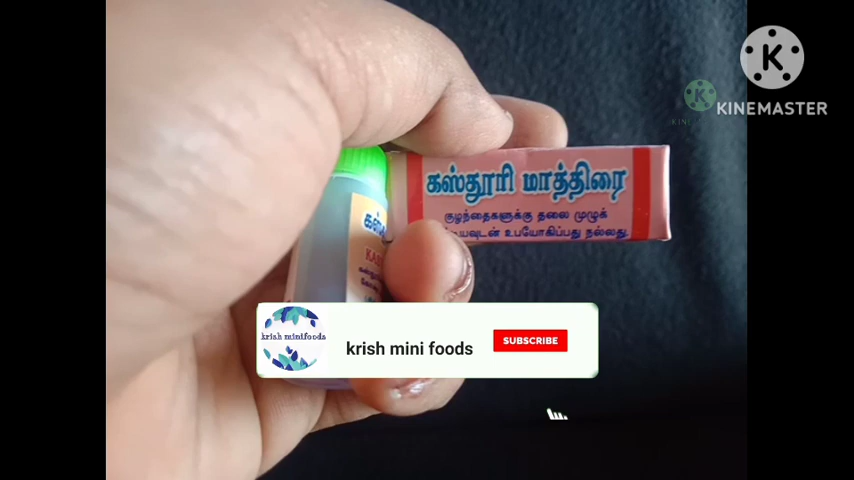 KINEMASTER
கஸ்தூரி மாத்திரை
குழந்தைகளுக்கு தலை முழுக்
உபயோகிப்பது நல்லது.
krish minifoods
krish mini foods
SUBSCRIBE